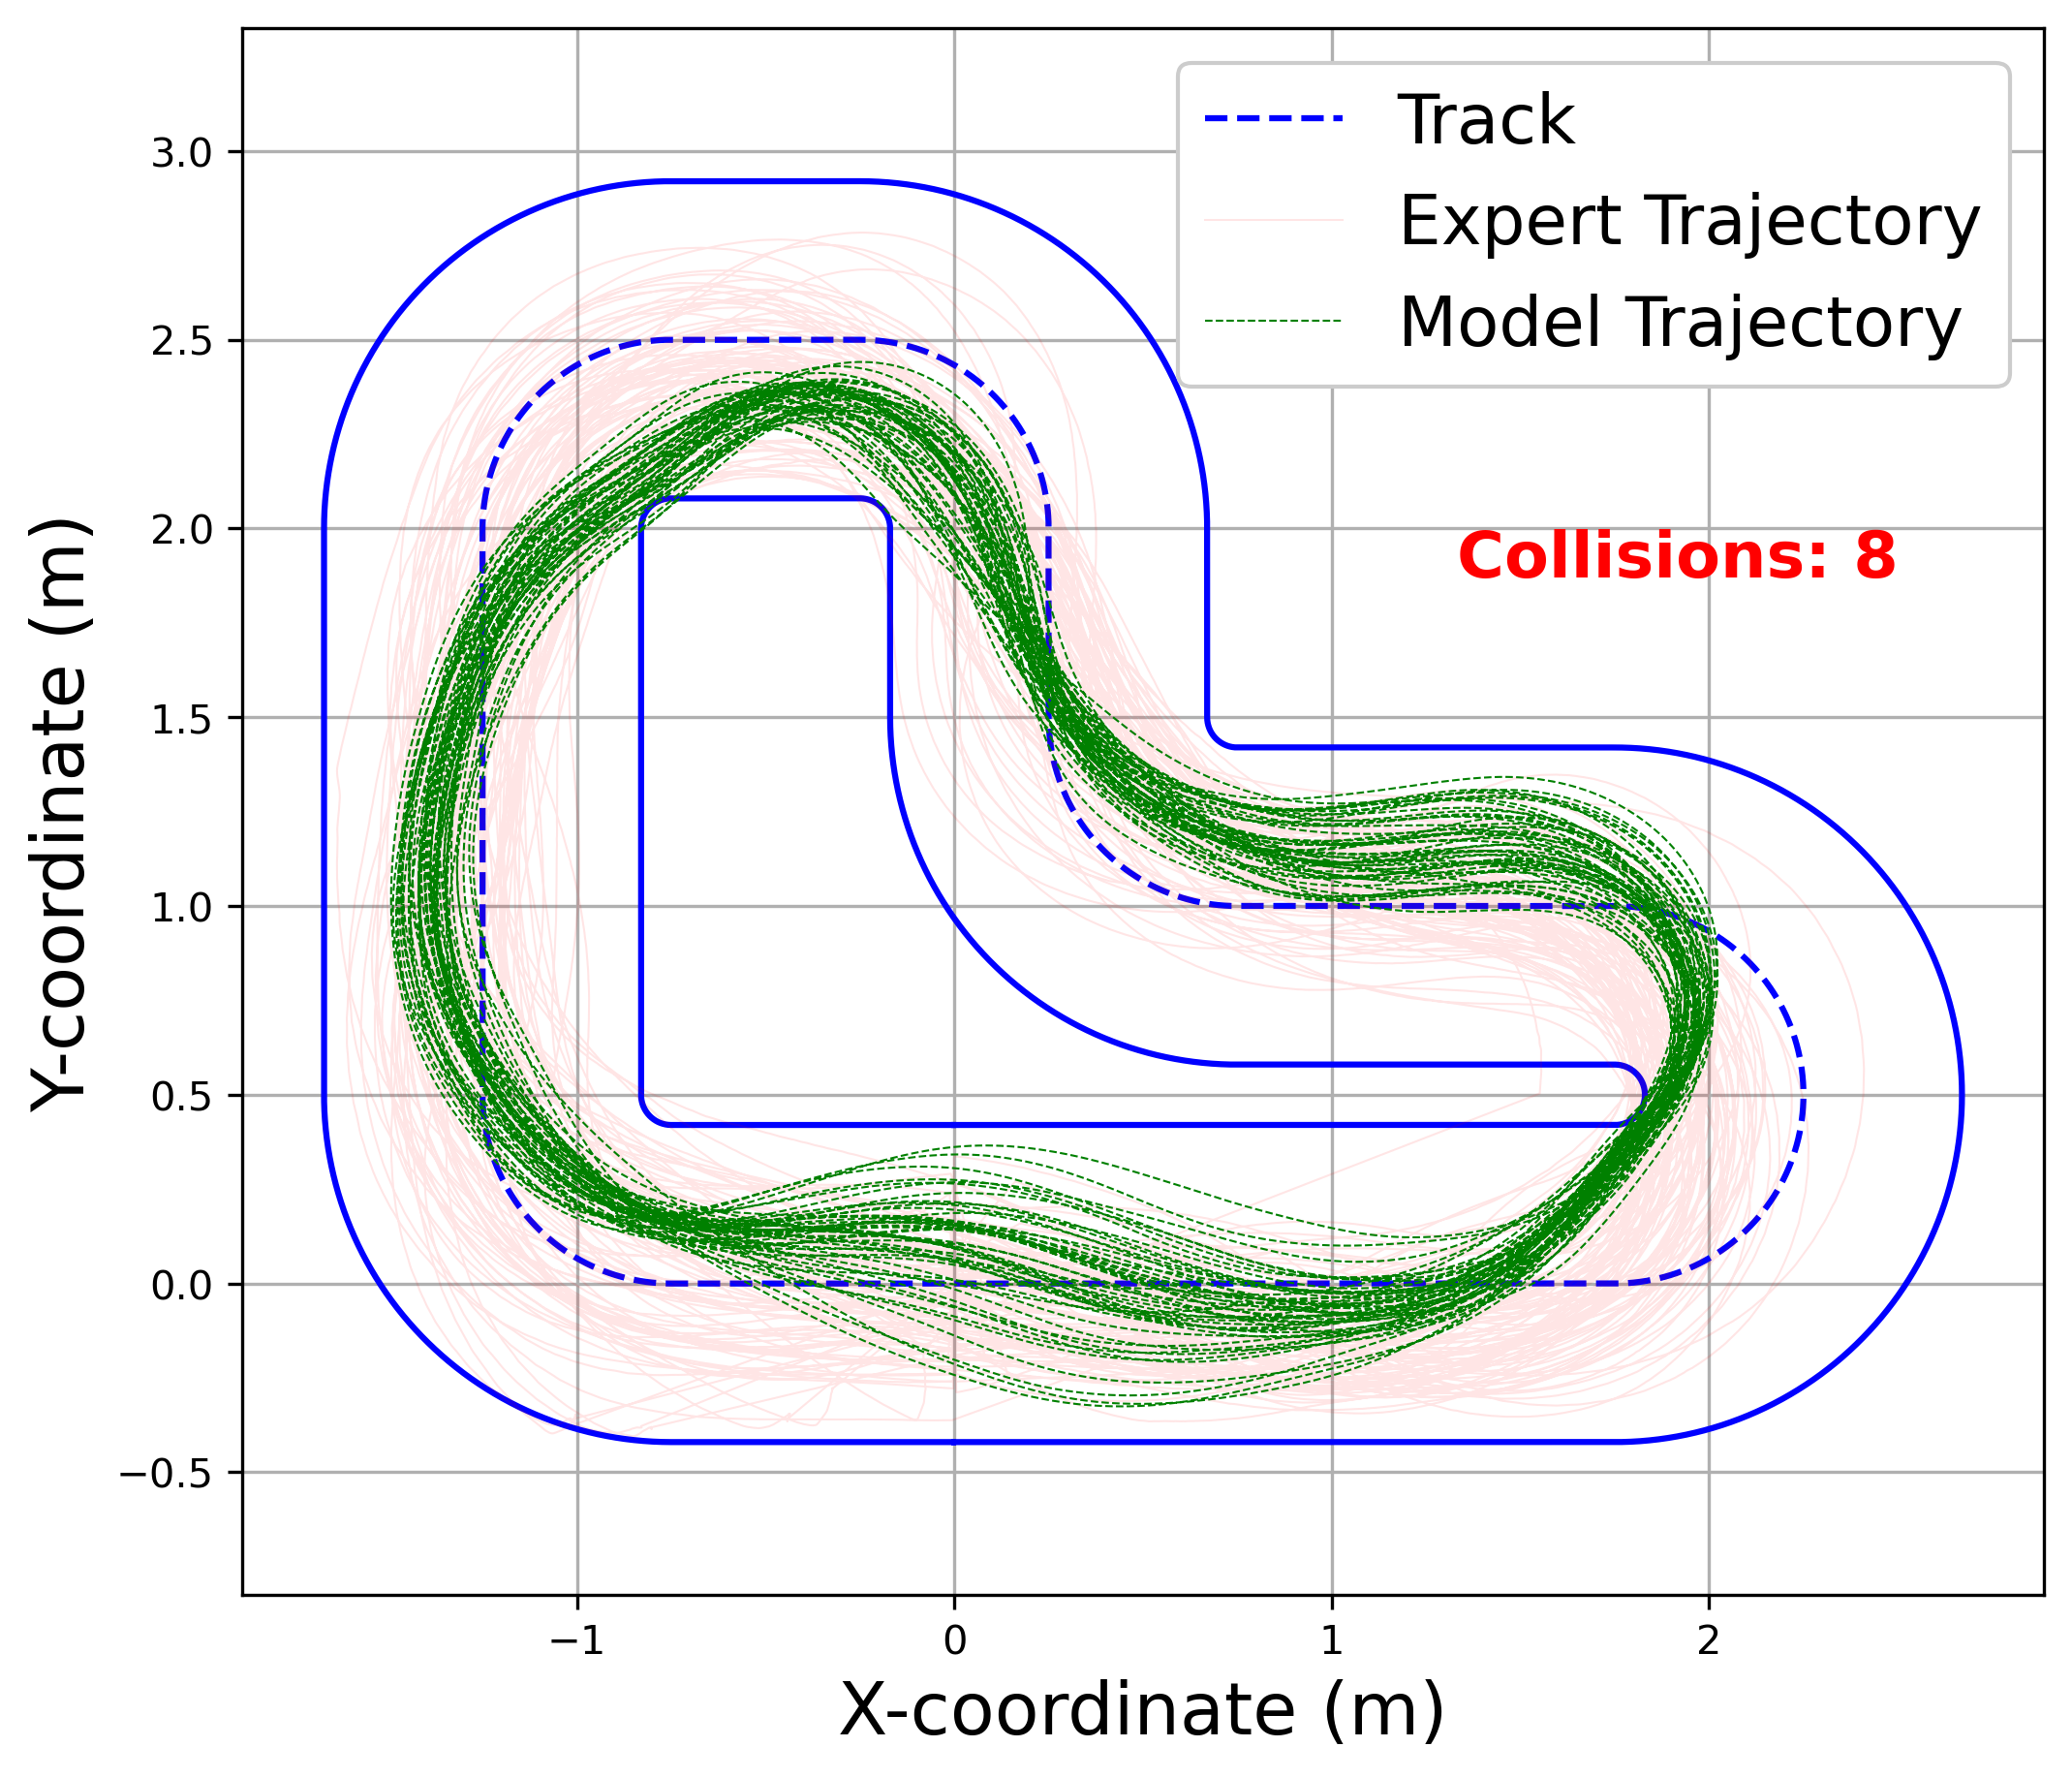 Track
Expert Trajectory
Model Trajectory
Collisions: 8
Y-coordinate (m)
3.0
2.5
2.0
1.5
1.0
0.5
0.0
−0.5
−1
0
1
2
X-coordinate (m)